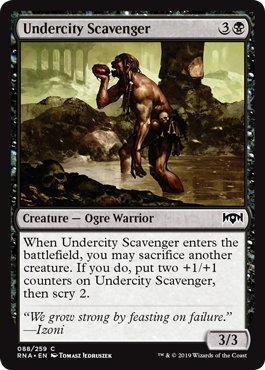 Undercity Scavenger 3
Creature — Ogre Warrior
RNA
When Undercity Scavenger enters the
battlefield, you may sacrifice another
creature. If you do, put two +1/+1
counters on Undercity Scavenger,
then scry 2.
“We grow strong by feasting on failure.”
—Izoni
3/3
088/259 C
RNA • EN Tomasz Jedruszek
™ & © 2019 Wizards of the Coast